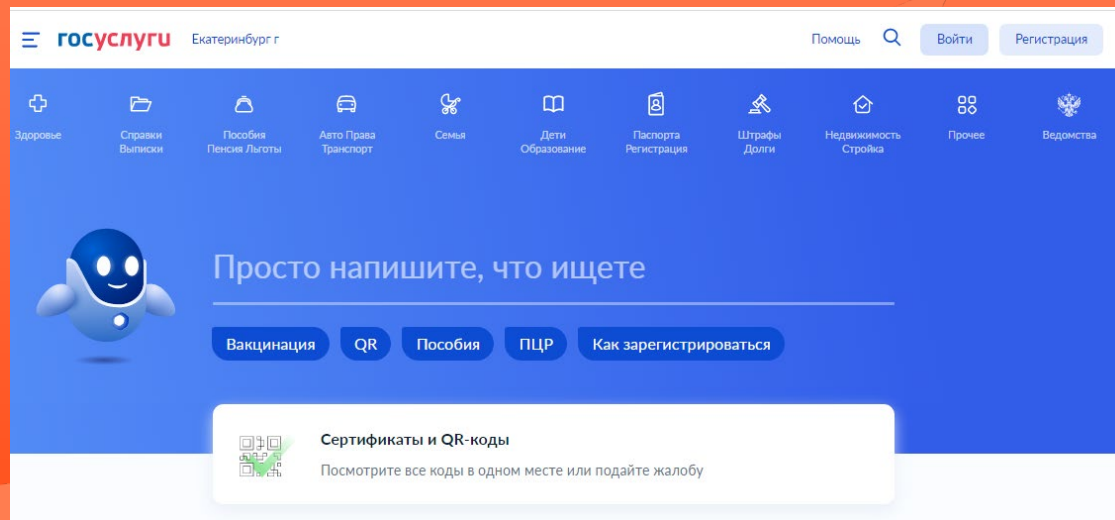 госуслуги Екатеринбург г Помощь Войти Регистрация
Здоровье
Справки
Выписки
Пособия
Пенсия Льготы
Авто Права
Транспорт
Семья
Дети
Образование
Паспорта
Регистрация
Штрафы
Долги
Недвижимость
Стройка
Прочее
Ведомства
Просто напишите, что ищете
Вакцинация QR Пособия ПЦР Как зарегистрироваться
Сертификаты и QR-коды
Посмотрите все коды в одном месте или подайте жалобу